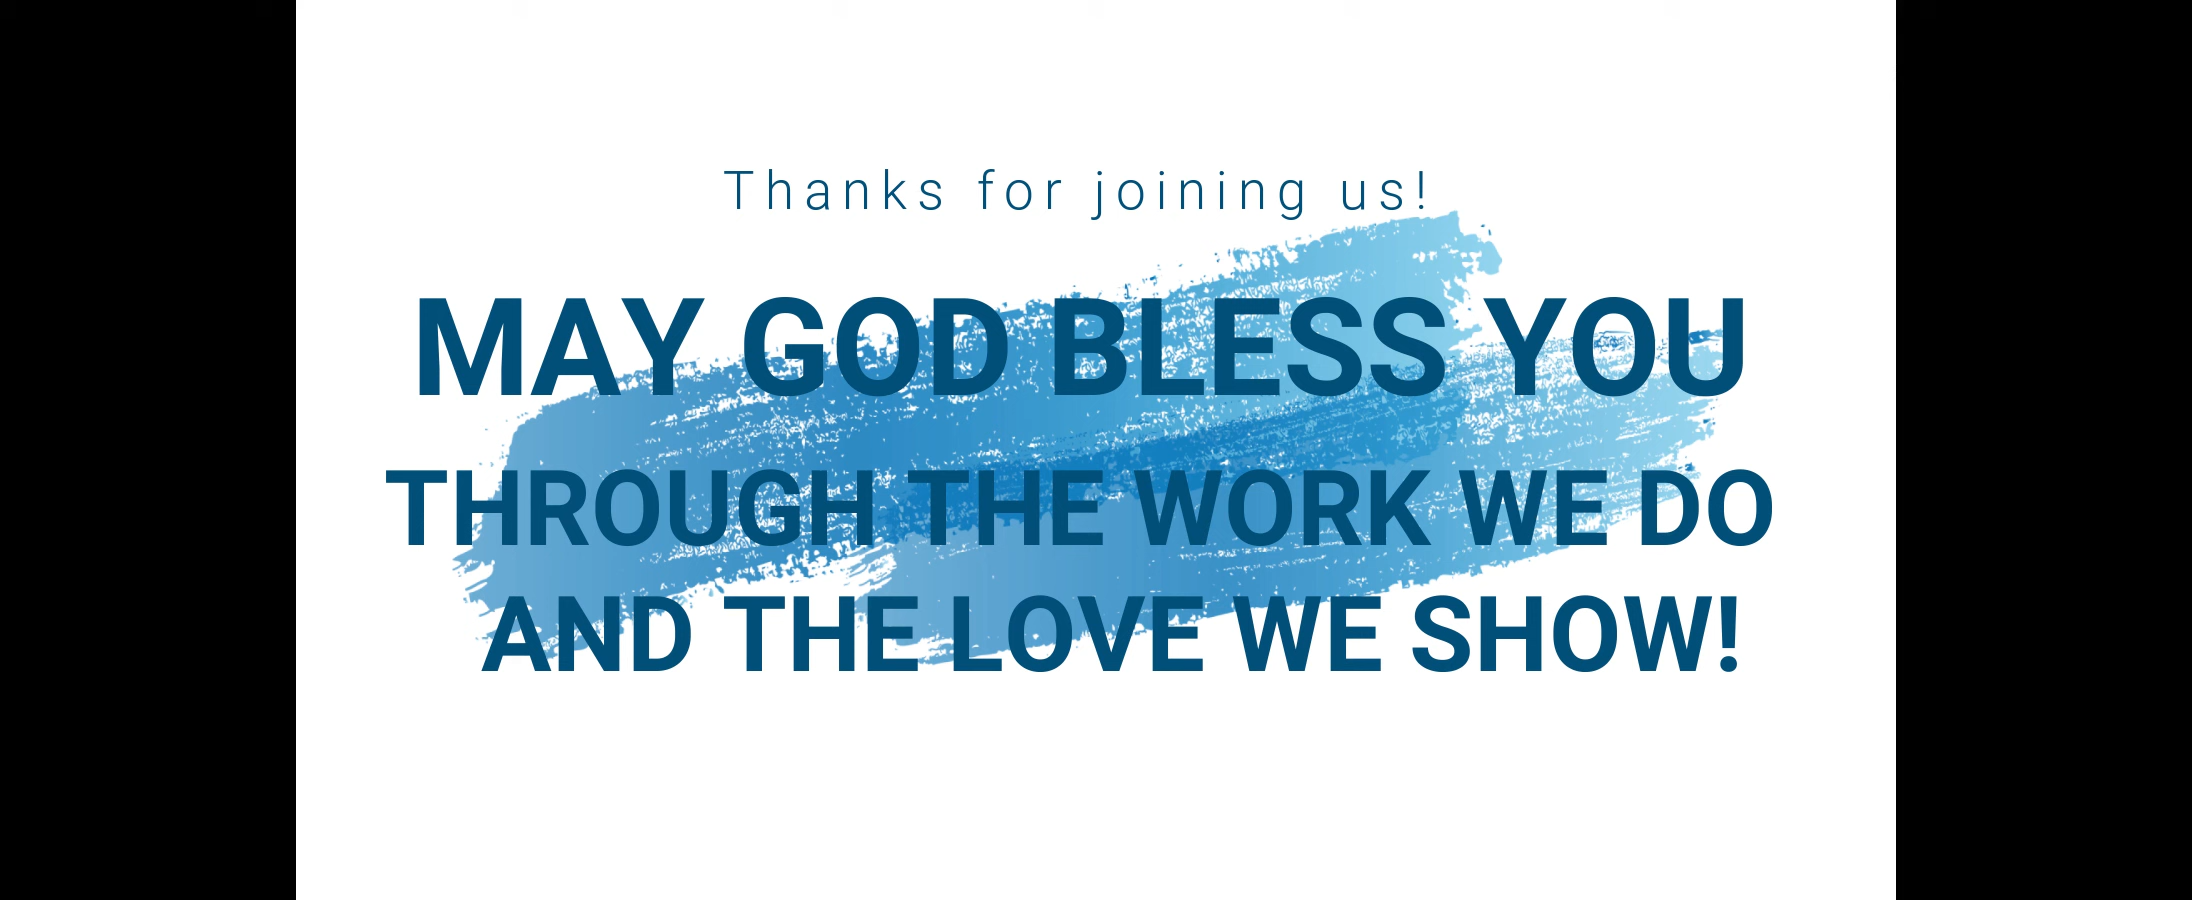 Thanks for joining us!
MAY GOD BLESS YOU
THROUGH THE WORK WE DO
AND THE LOVE WE SHOW!